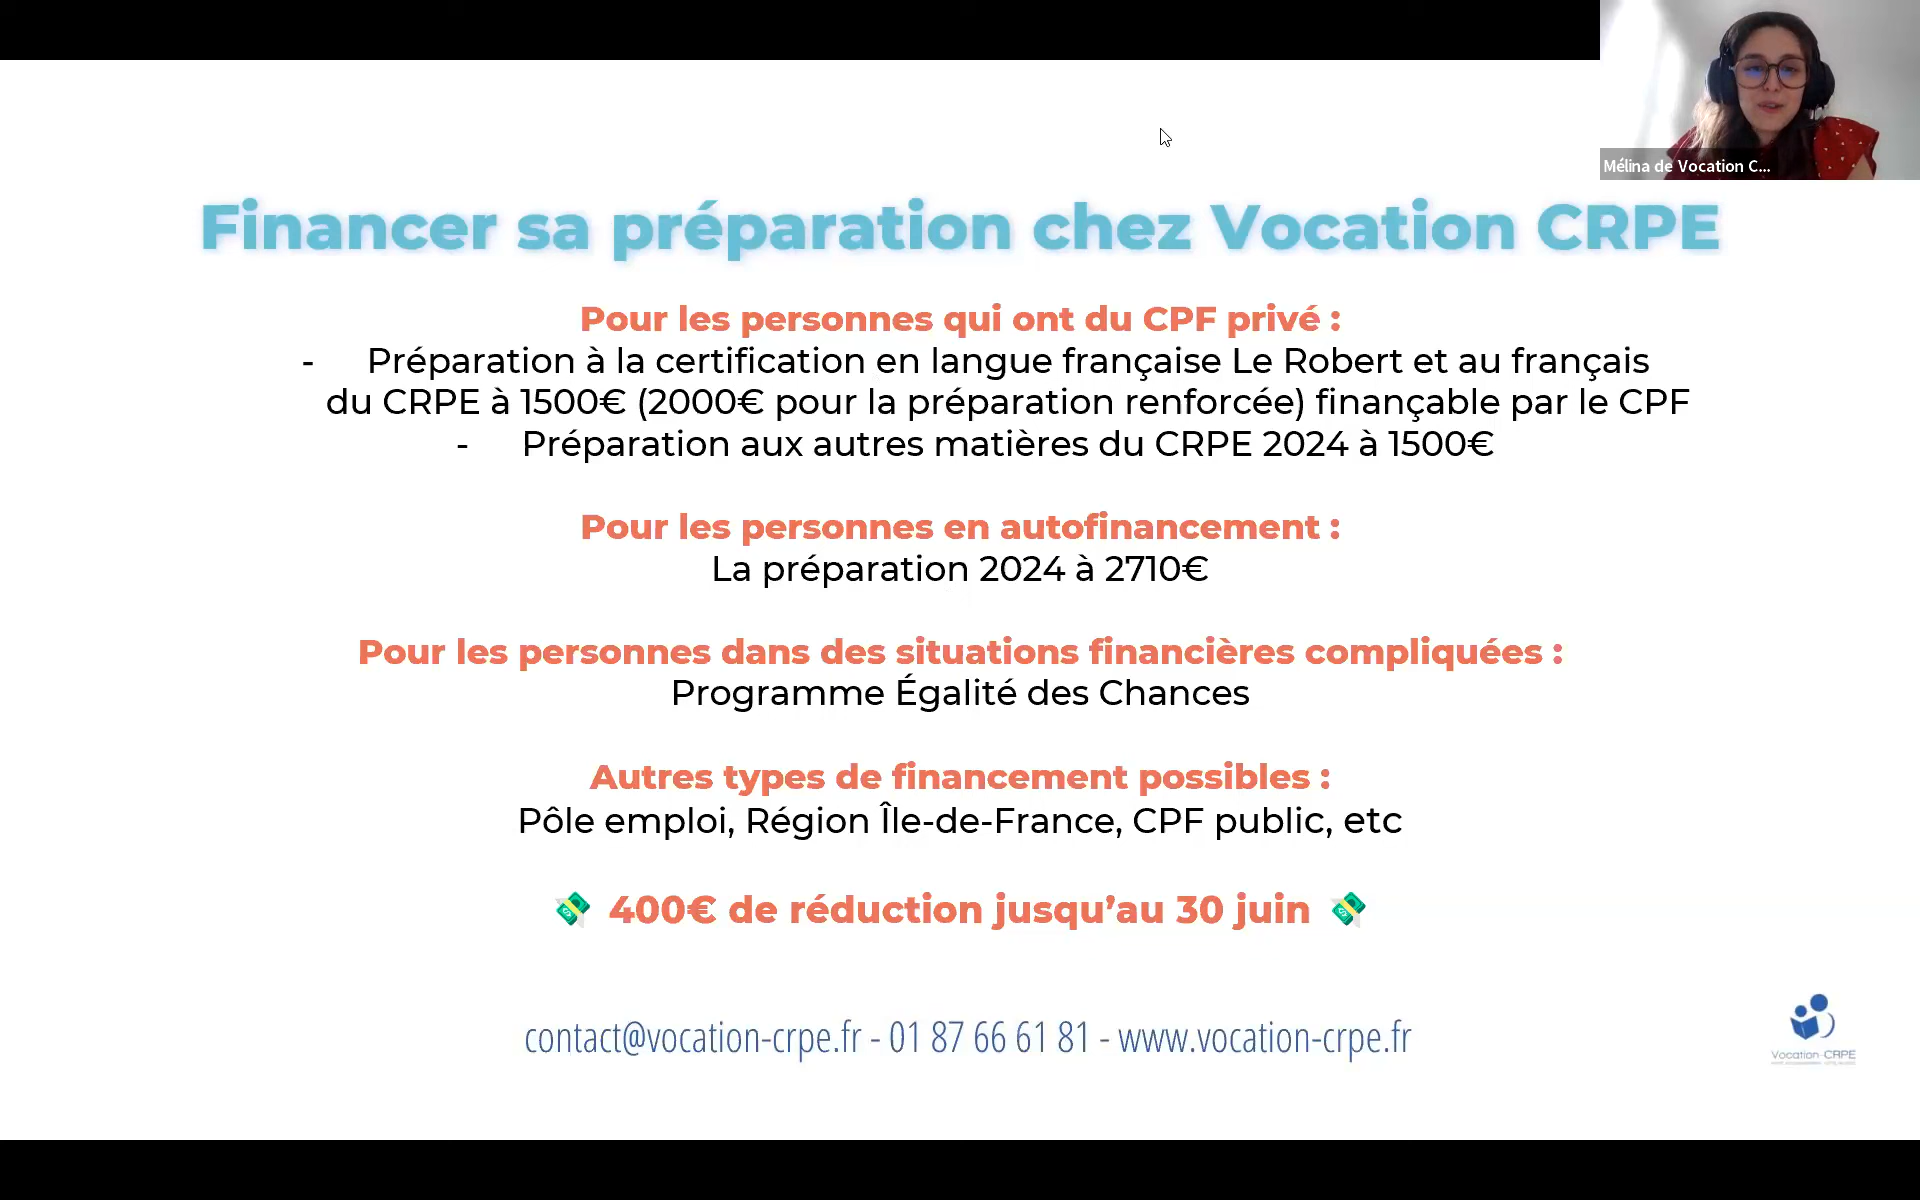 Mélina de Vocation C...
Financer sa préparation chez Vocation CRPE
Pour les personnes qui ont du CPF privé :
- Préparation à la certification en langue française Le Robert et au français
du CRPE à 1500€ (2000€ pour la préparation renforcée) finançable par le CPF
- Préparation aux autres matières du CRPE 2024 à 1500€
Pour les personnes en autofinancement :
La préparation 2024 à 2710€
Pour les personnes dans des situations financières compliquées :
Programme Égalité des Chances
Autres types de financement possibles :
Pôle emploi, Région Île-de-France, CPF public, etc
💸 400€ de réduction jusqu'au 30 juin 💸
contact@vocation-crpe.fr - 01 87 66 61 81 - www.vocation-crpe.fr
Vocation-CRPE